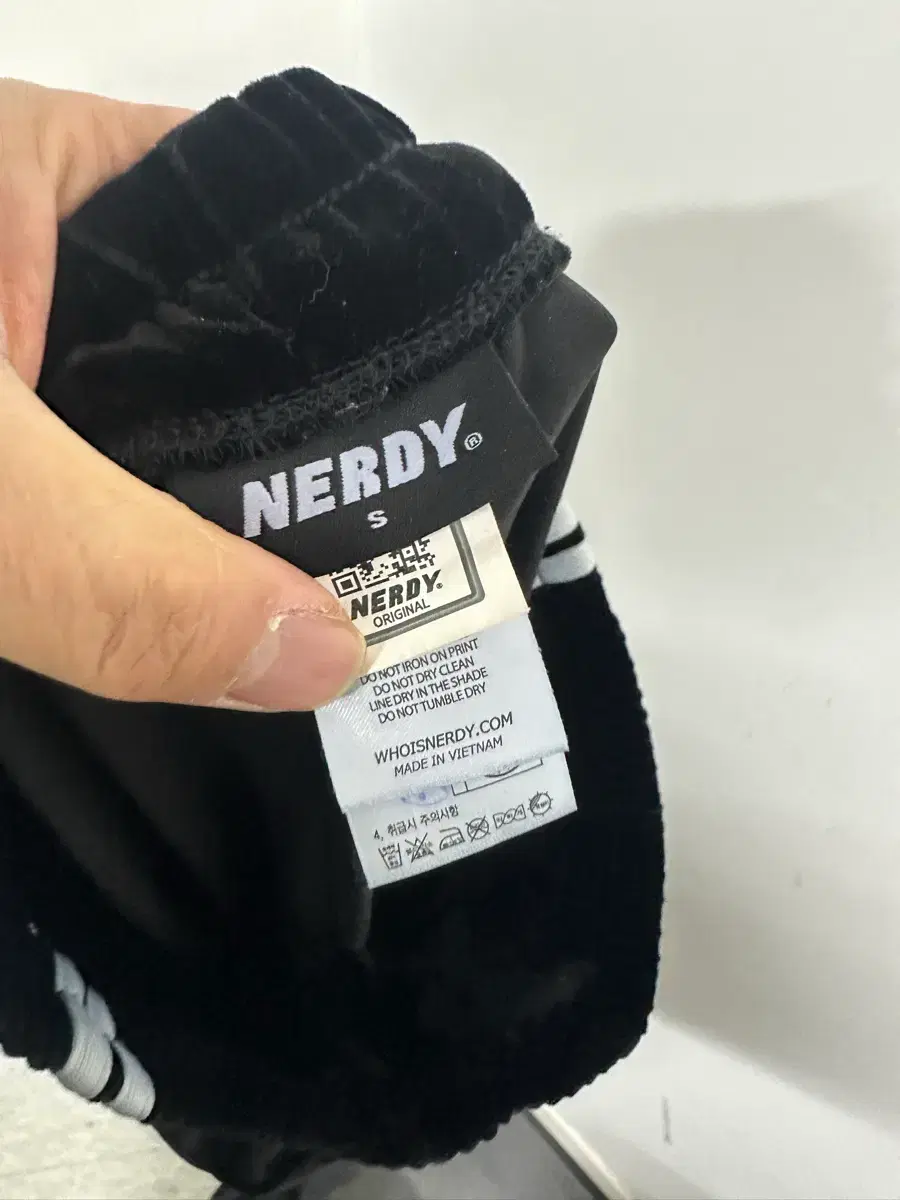 NERDY®
S
NERDY®
ORIGINAL
DO NOT IRON ON PRINT
DO NOT DRY CLEAN
LINE DRY IN THE SHADE
DO NOT TUMBLE DRY
WHOISNERDY.COM
MADE IN VIETNAM
4. 취급시 주의사항